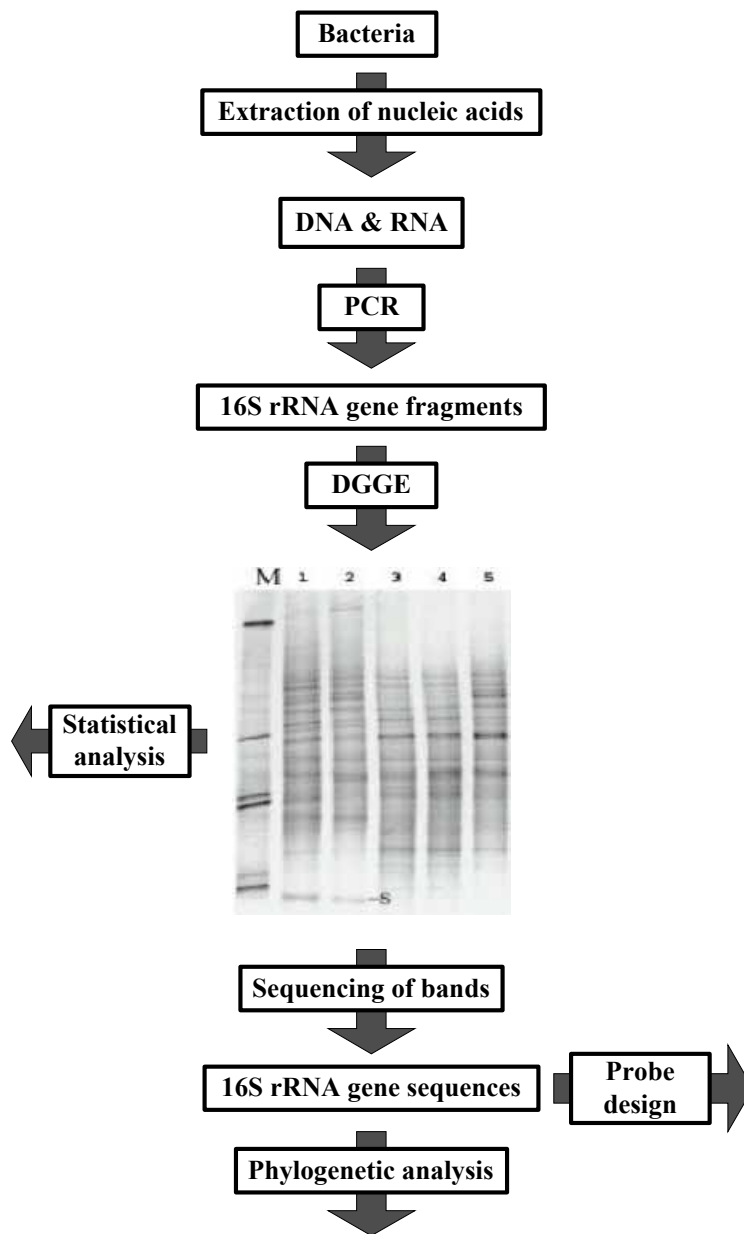 Bacteria
Extraction of nucleic acids
DNA & RNA
PCR
16S rRNA gene fragments
DGGE
M 1 2 3 4 5
Statistical
analysis
-S
Sequencing of bands
16S rRNA gene sequences
Probe
design
Phylogenetic analysis